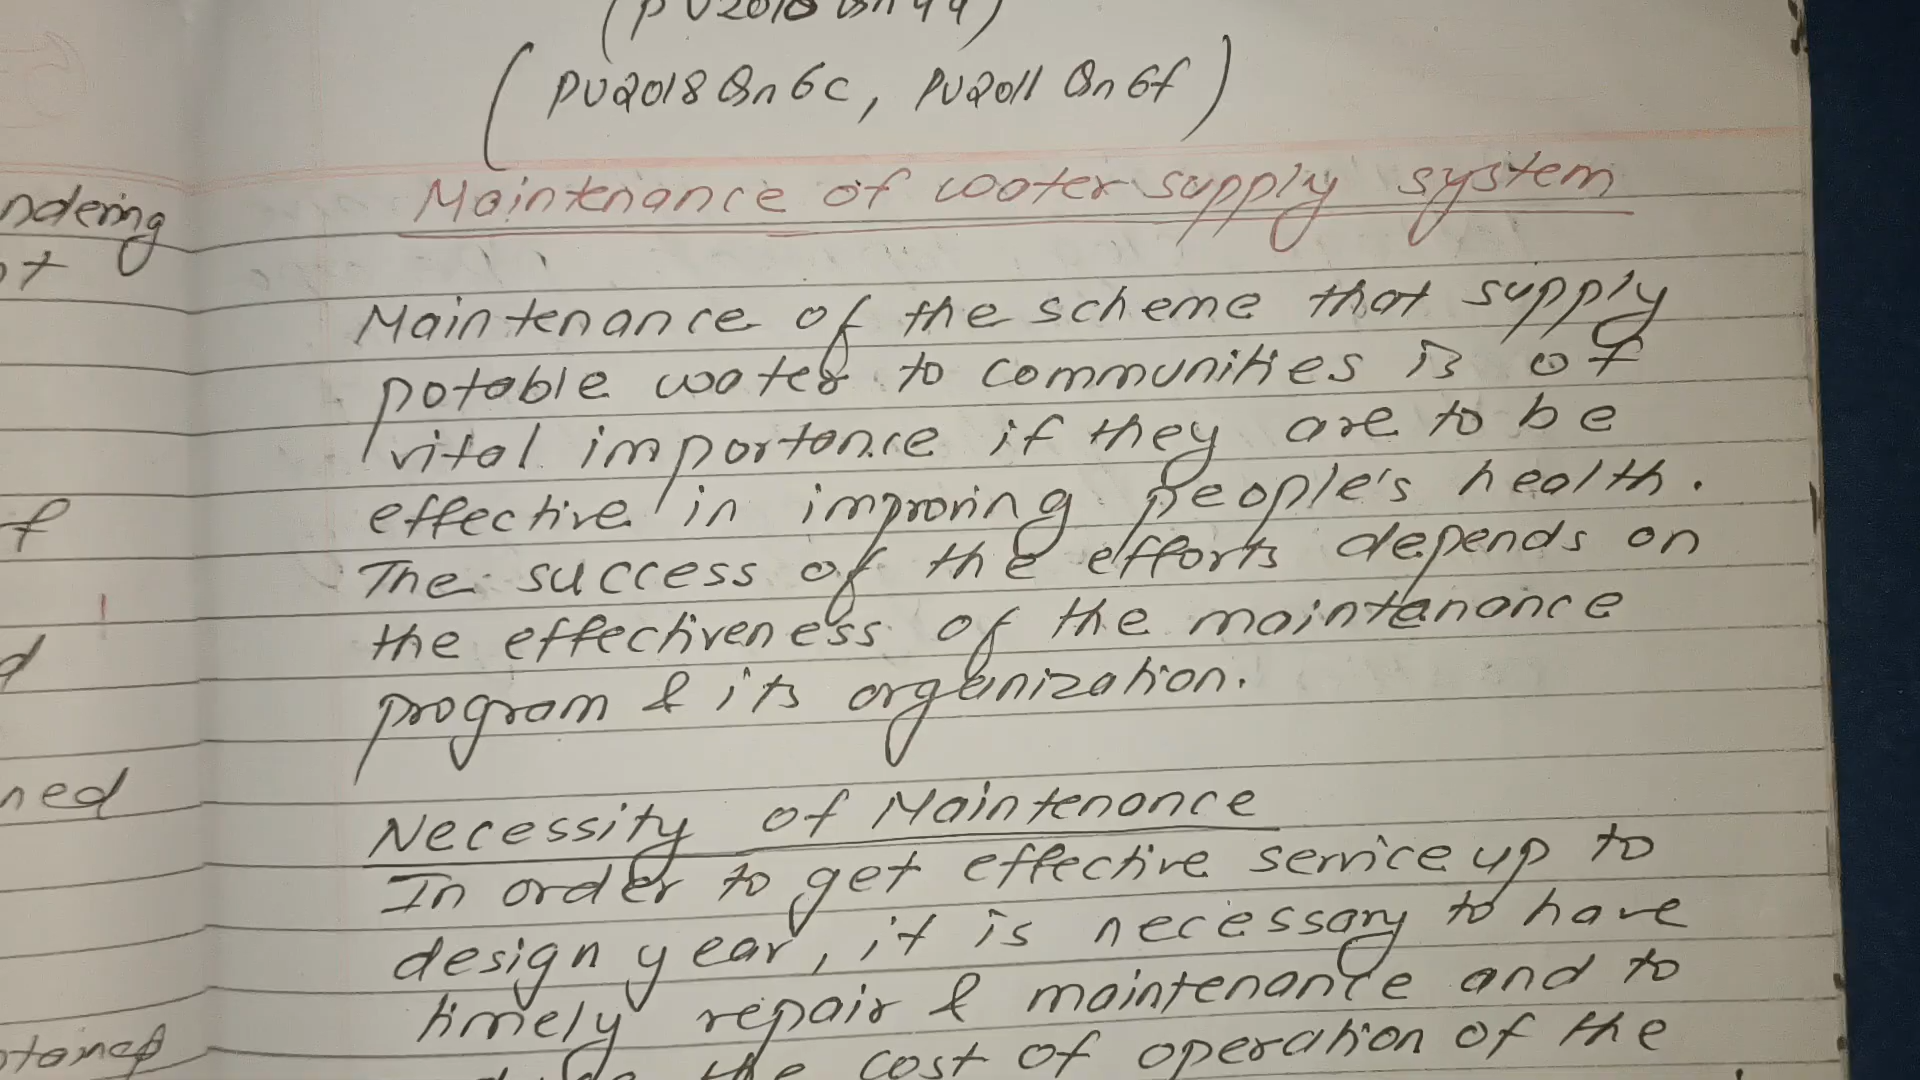 (PU2018 Qn 6c, PU2011 Qn 6f)
Maintenance of water supply system
Maintenance of the scheme that supply
potable water to communities is of
vital importance if they are to be
effective in improving people's health.
The success of the efforts depends on
the effectiveness of the maintanance
program & its organization.
Necessity of Maintenance
In order to get effective service up to
design year, it is necessary to have
timely repair & maintenance and to
the cost of operation of the
ndering
f
d
ned